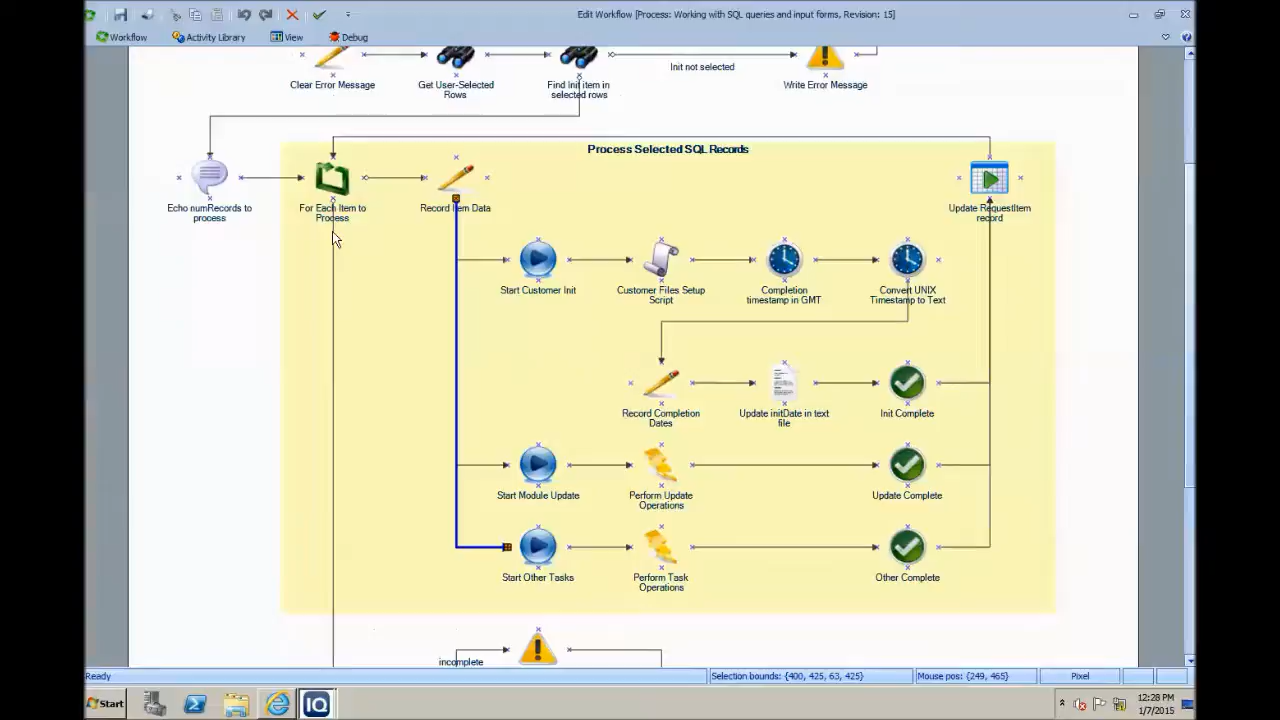 Edit Workflow [Process: Working with SQL queries and input forms, Revision: 15]
Workflow
Activity Library
View
Debug
Clear Error Message
Get User-Selected
Rows
Find Init item in
selected rows
Init not selected
Write Error Message
Process Selected SQL Records
Echo numRecords to
process
For Each Item to
Process
Record Item Data
Update RequestItem
record
Start Customer Init
Customer Files Setup
Script
Completion
timestamp in GMT
Convert UNIX
Timestamp to Text
Record Completion
Dates
Update initDate in text
file
Init Complete
Start Module Update
Perform Update
Operations
Update Complete
Start Other Tasks
Perform Task
Operations
Other Complete
incomplete
Ready
Selection bounds: {400, 425, 63, 425}
Mouse pos: {249, 465}
Pixel
Start
IQ
12:28 PM
1/7/2015